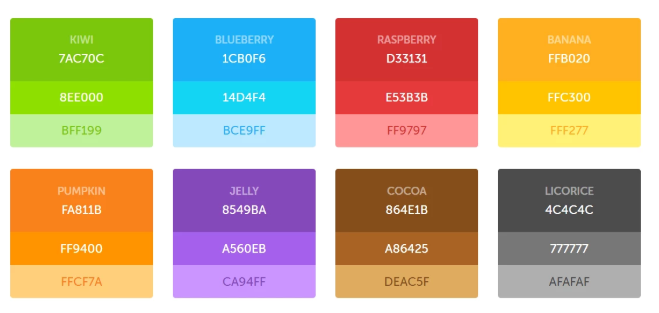 KIWI
7AC70C
8EE000
BFF199
BLUEBERRY
1CB0F6
14D4F4
BCE9FF
RASPBERRY
D33131
E53B3B
FF9797
BANANA
FFB020
FFC300
FFF277
PUMPKIN
FA811B
FF9400
FFCF7A
JELLY
8549BA
A560EB
CA94FF
COCOA
864E1B
A86425
DEAC5F
LICORICE
4C4C4C
777777
AFAFAF